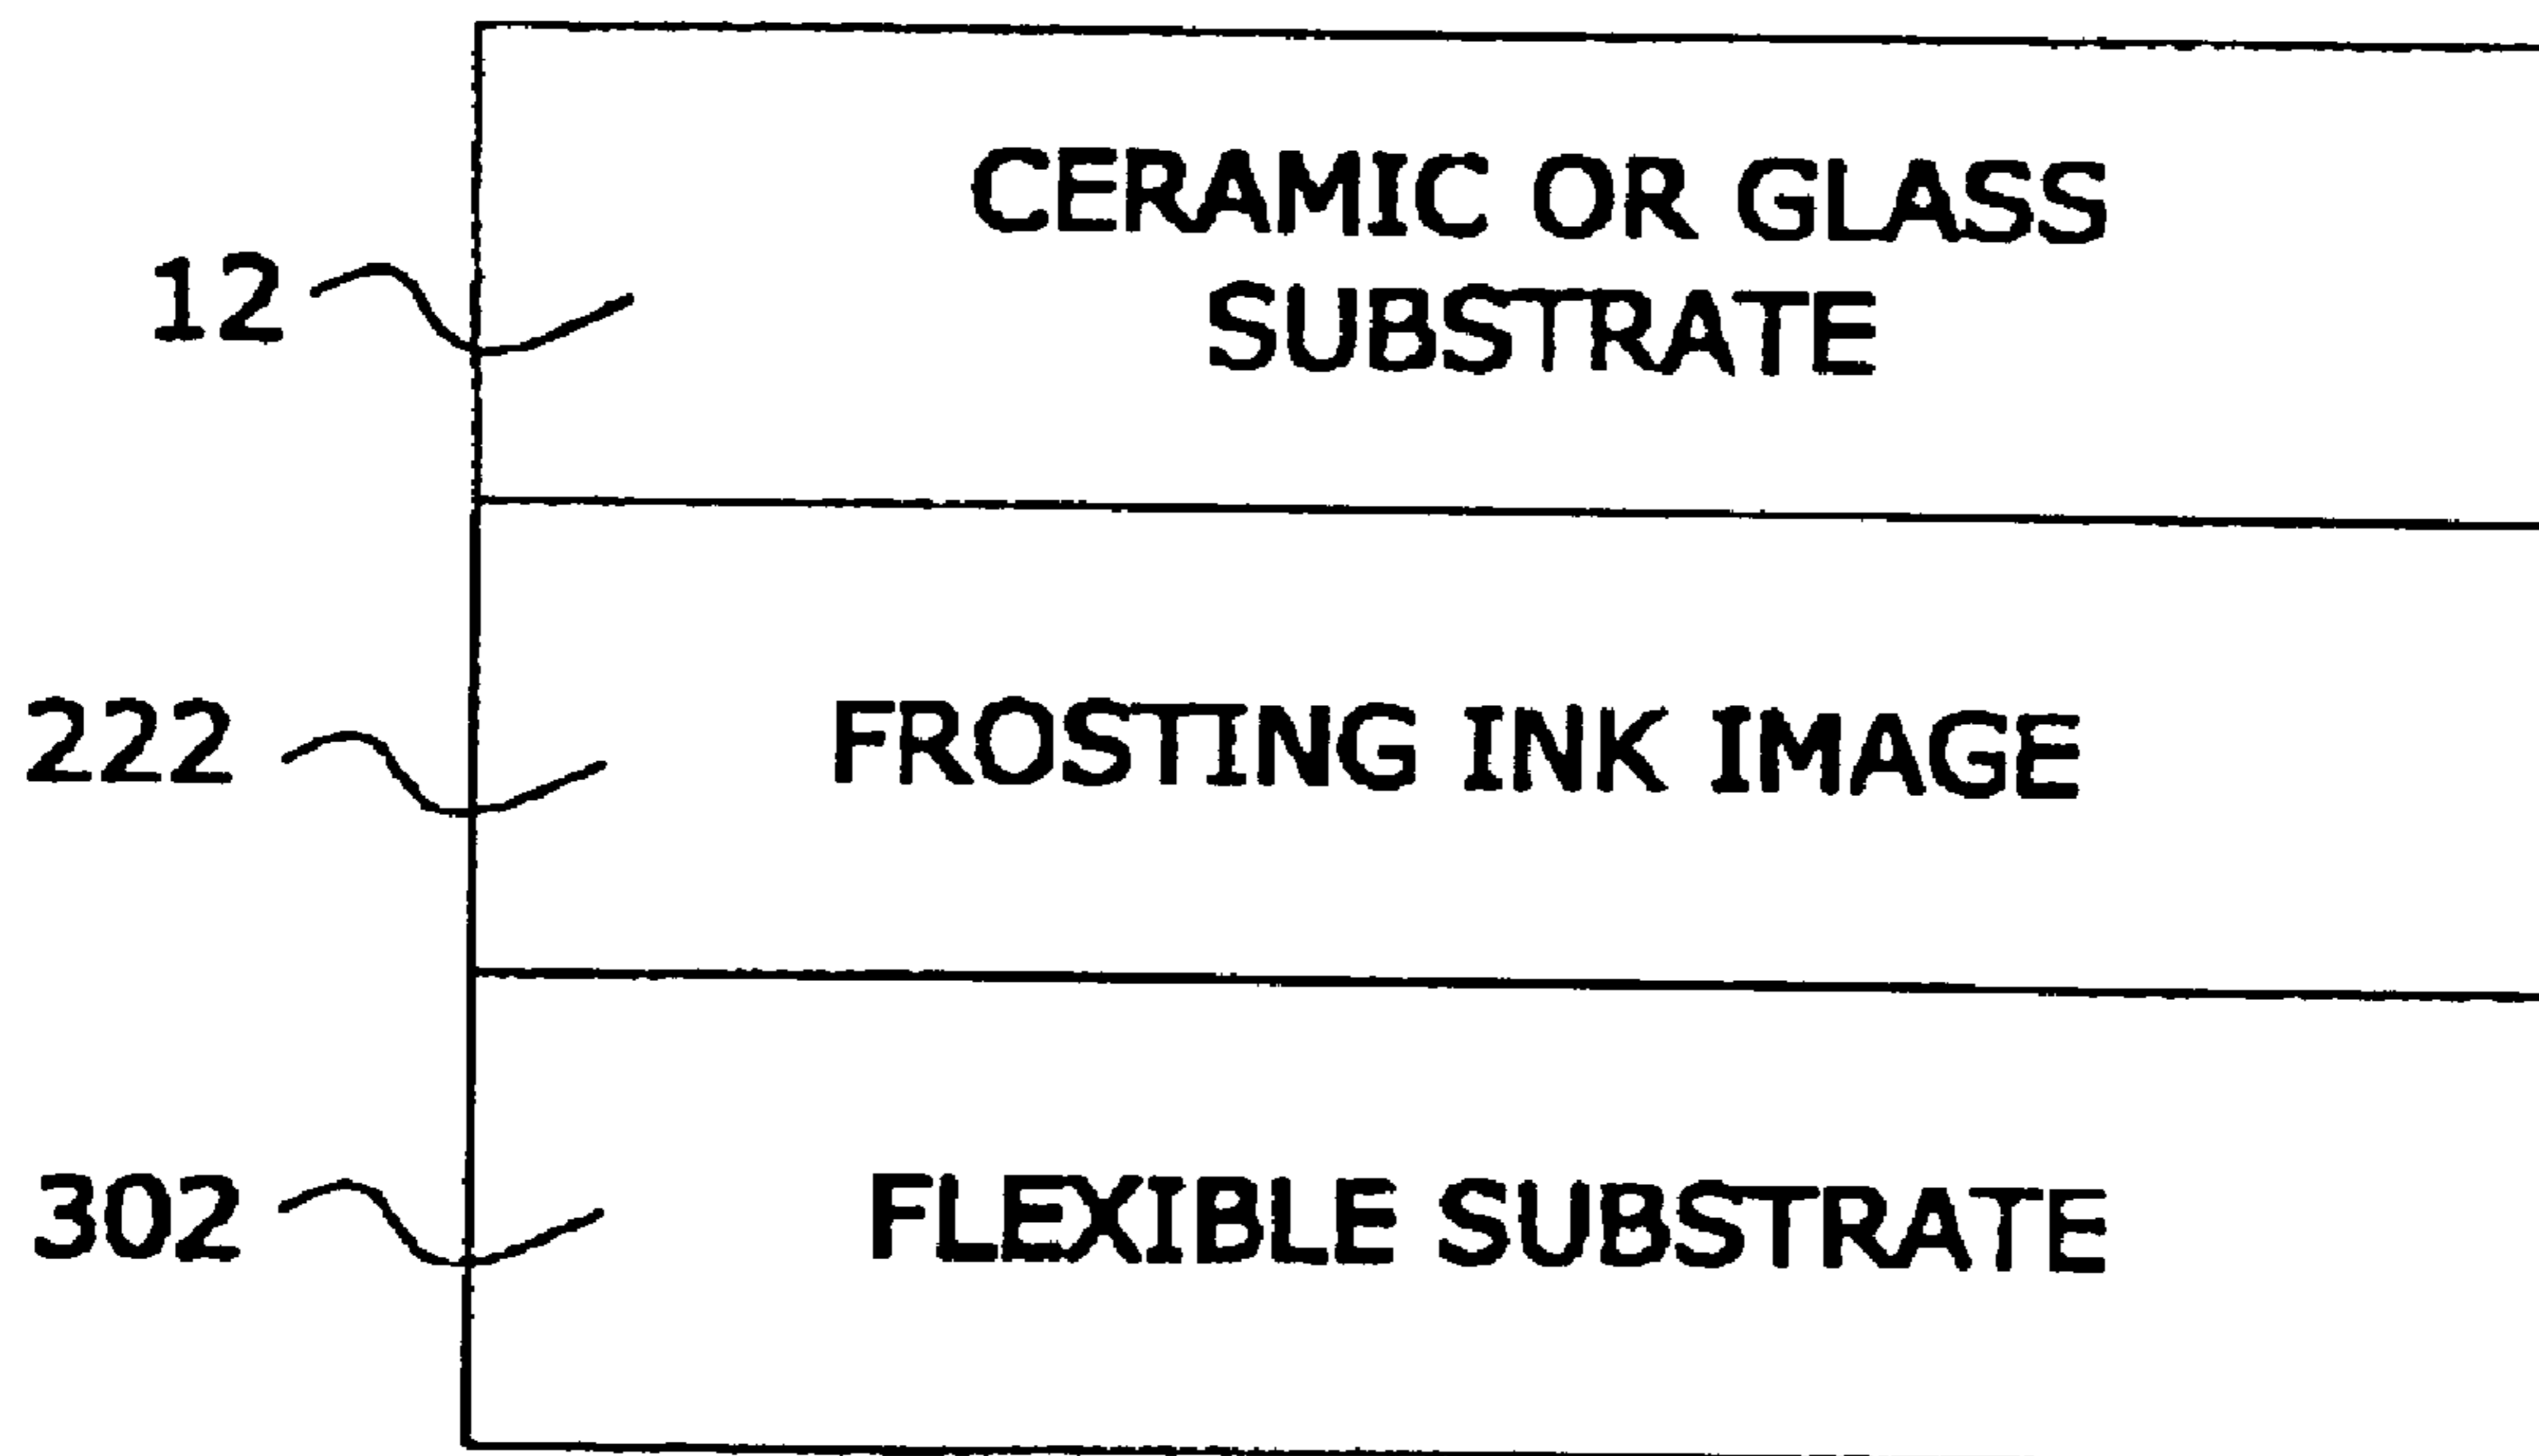 CERAMIC OR GLASS
SUBSTRATE
12
FROSTING INK IMAGE
222
FLEXIBLE SUBSTRATE
302